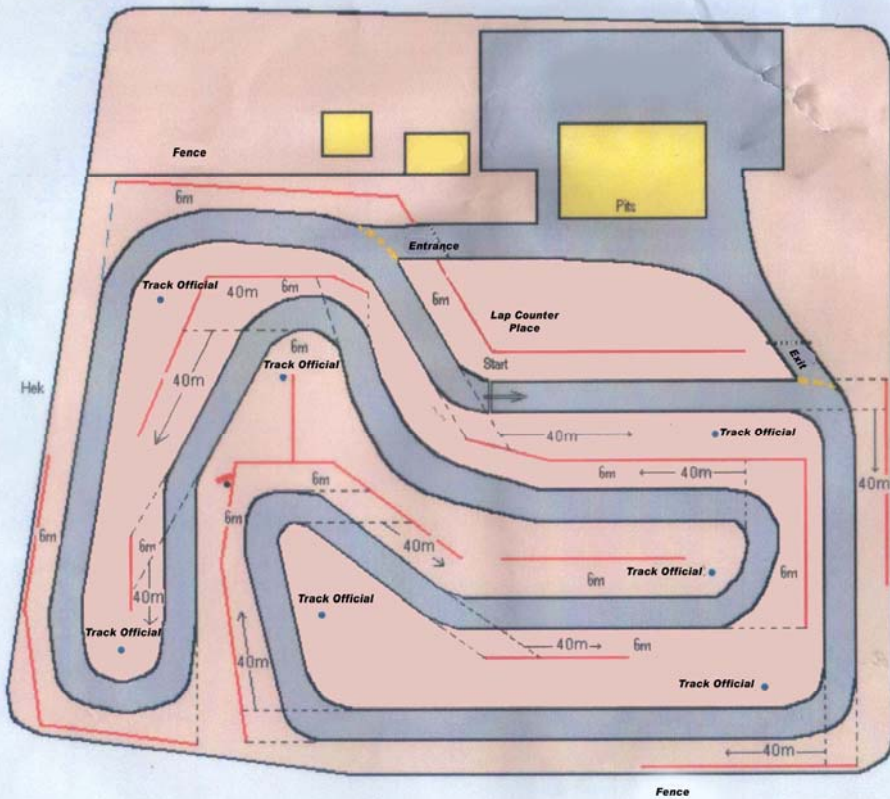 Fence
6m
Pits
Entrance
Track Official
40m
6m
6m
Lap Counter
Place
6m
Track Official
Start
Exit
40m
Hek
Track Official
40m
6m
40m
40m
6m
6m
6m
40m
6m
40m
6m
Track Official
6m
Track Official
Track Official
40m
6m
40m
Track Official
40m
Fence